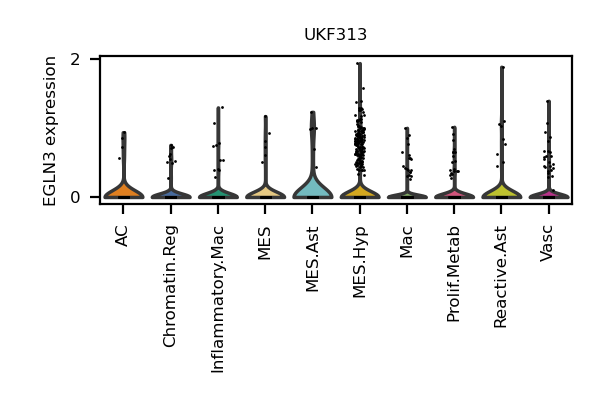 UKF313
EGLN3 expression
2
0
AC
Chromatin.Reg
Inflammatory.Mac
MES
MES.Ast
MES.Hyp
Mac
Prolif.Metab
Reactive.Ast
Vasc